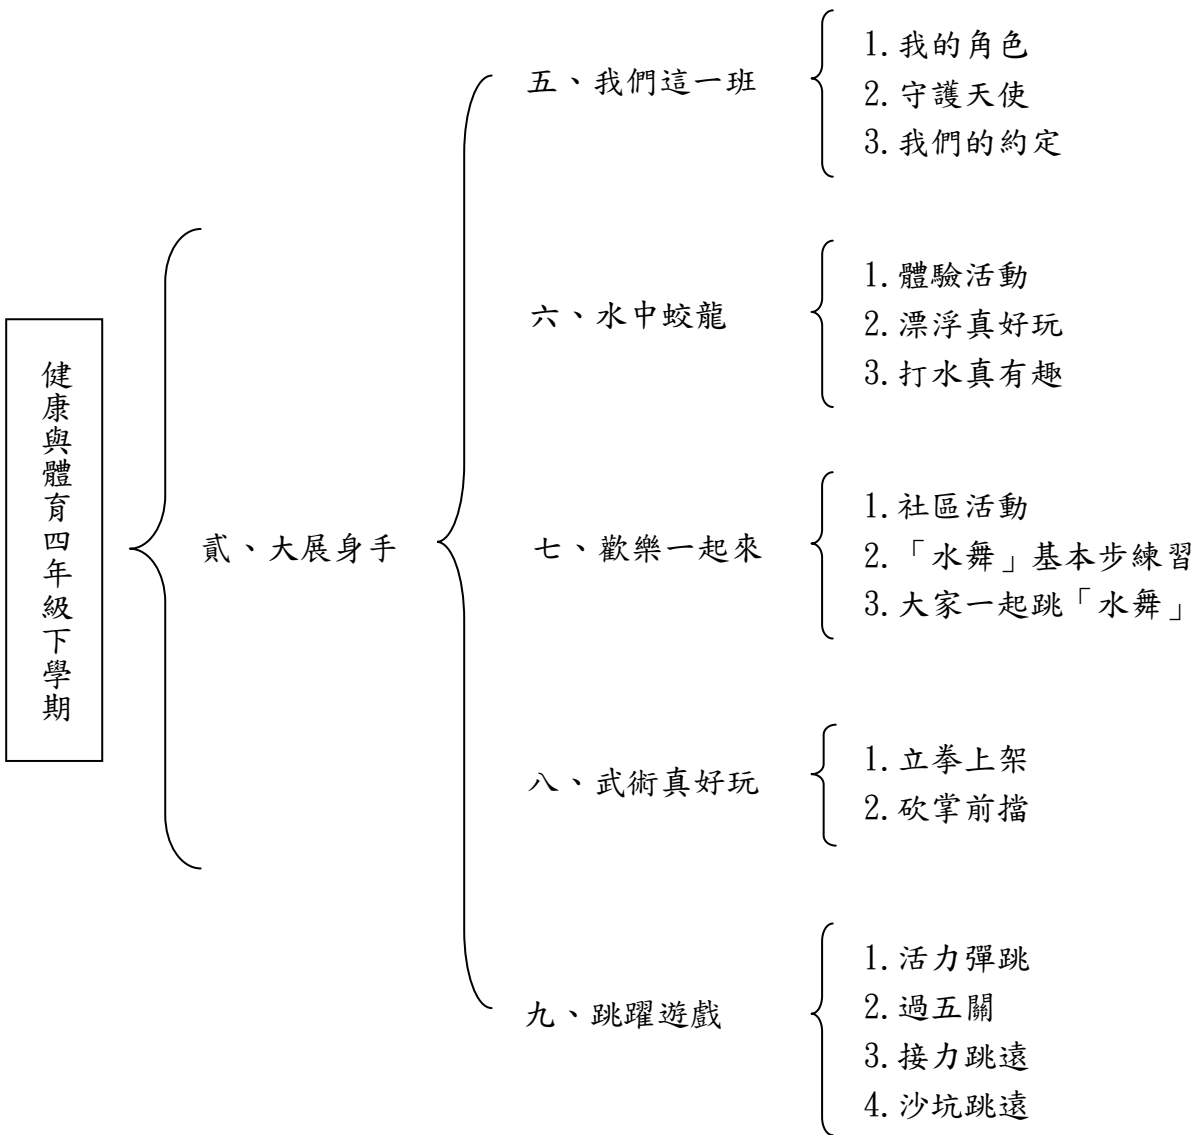 健康與體育四年級下學期
貳、大展身手
五、我們這一班
1.我的角色
2.守護天使
3.我們的約定
六、水中蛟龍
1.體驗活動
2.漂浮真好玩
3.打水真有趣
七、歡樂一起來
1.社區活動
2.「水舞」基本步練習
3.大家一起跳「水舞」
八、武術真好玩
1.立拳上架
2.砍掌前擋
九、跳躍遊戲
1.活力彈跳
2.過五關
3.接力跳遠
4.沙坑跳遠